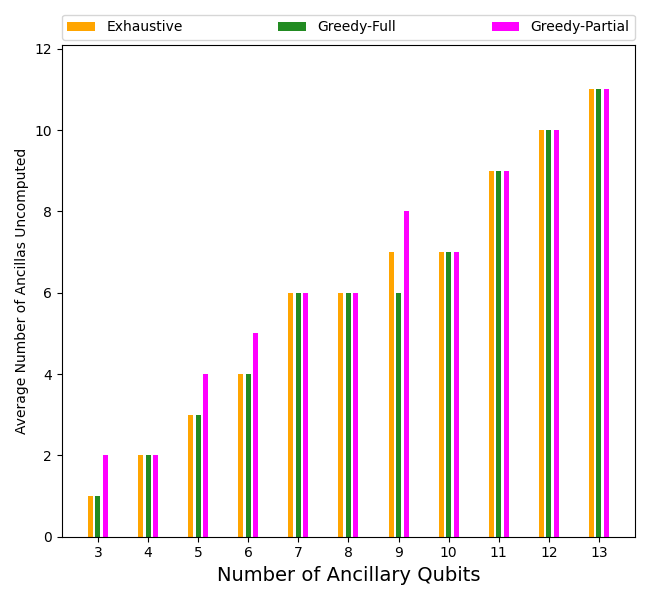 Exhaustive Greedy-Full Greedy-Partial
12
10
8
6
4
2
0
Average Number of Ancillas Uncomputed
3 4 5 6 7 8 9 10 11 12 13
Number of Ancillary Qubits